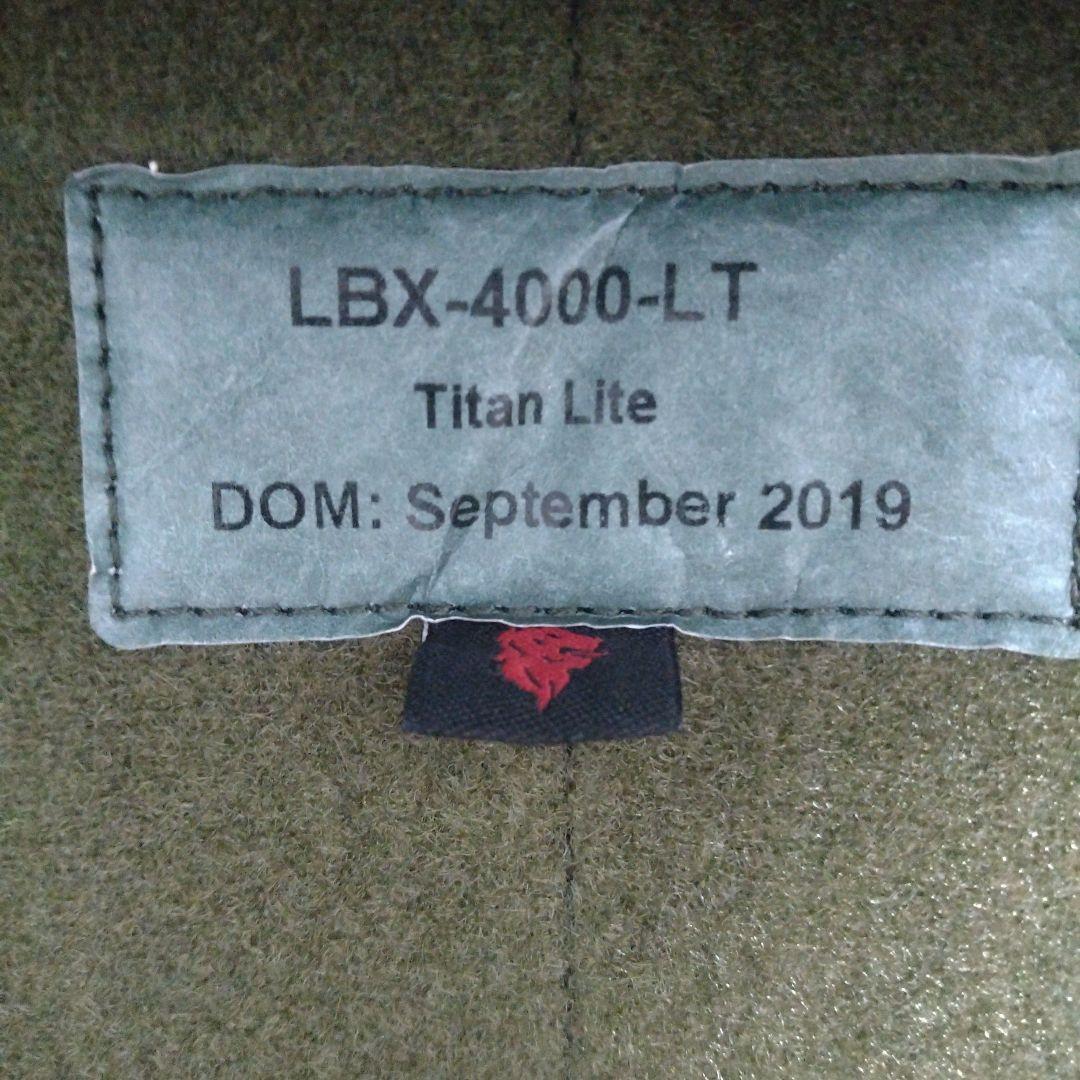 LBX-4000-LT
Titan Lite
DOM: September 2019